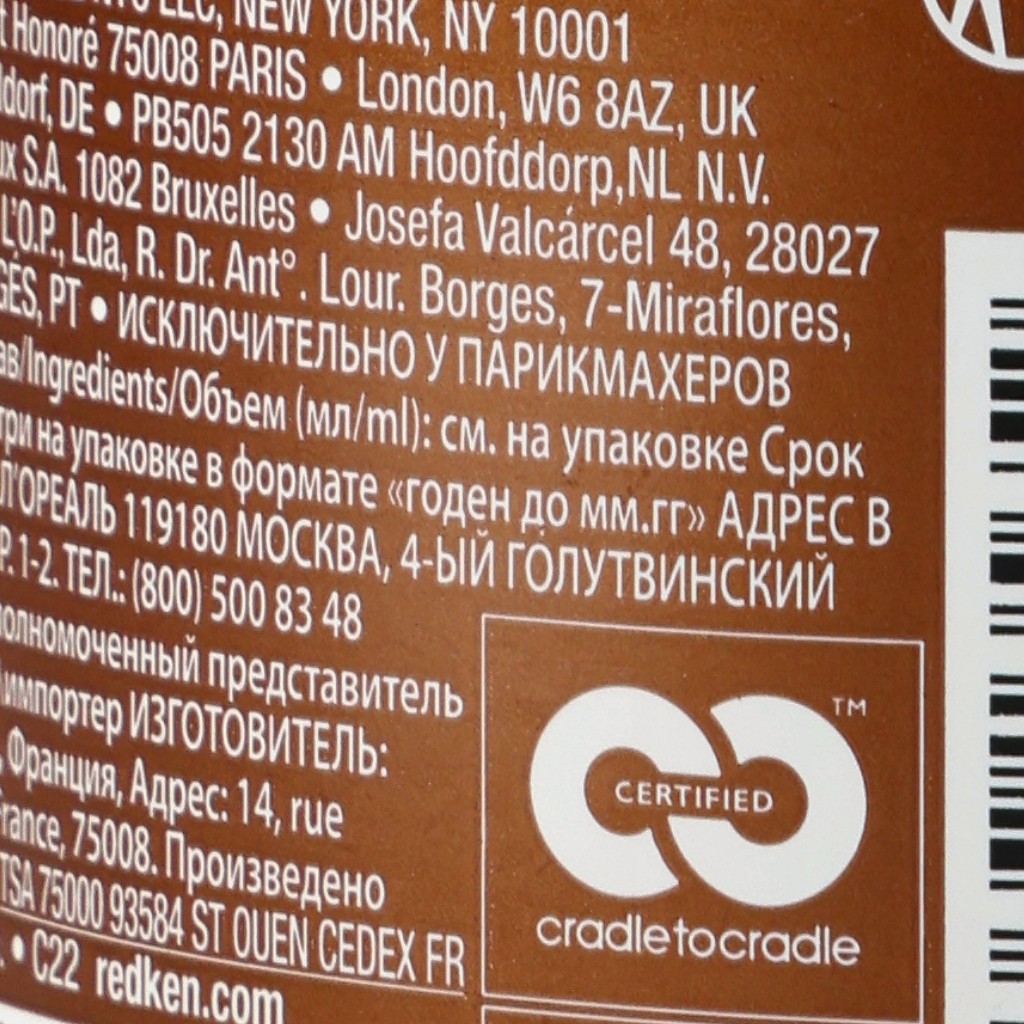 LLC, NEW YORK, NY 10001
Honoré 75008 PARIS • London, W6 8AZ, UK
DE • PB505 2130 AM Hoofddorp,NL N.V.
S.A. 1082 Bruxelles • Josefa Valcárcel 48, 28027
L'O.P., Lda, R. Dr. Ant°. Lour. Borges, 7-Miraflores,
PT • ИСКЛЮЧИТЕЛЬНО У ПАРИКМАХЕРОВ
/Ingredients/Объем (мл/ml): см. на упаковке Срок
на упаковке в формате «годен до мм.гг» АДРЕС В
119180 МОСКВА, 4-ЫЙ ГОЛУТВИНСКИЙ
1-2. ТЕЛ.: (800) 500 83 48
представитель
импортер ИЗГОТОВИТЕЛЬ:
Франция, Адрес: 14, rue
75008. Произведено
TSA 75000 93584 ST OUEN CEDEX FR
• C22 redken.com
TM
CERTIFIED
cradletocradle